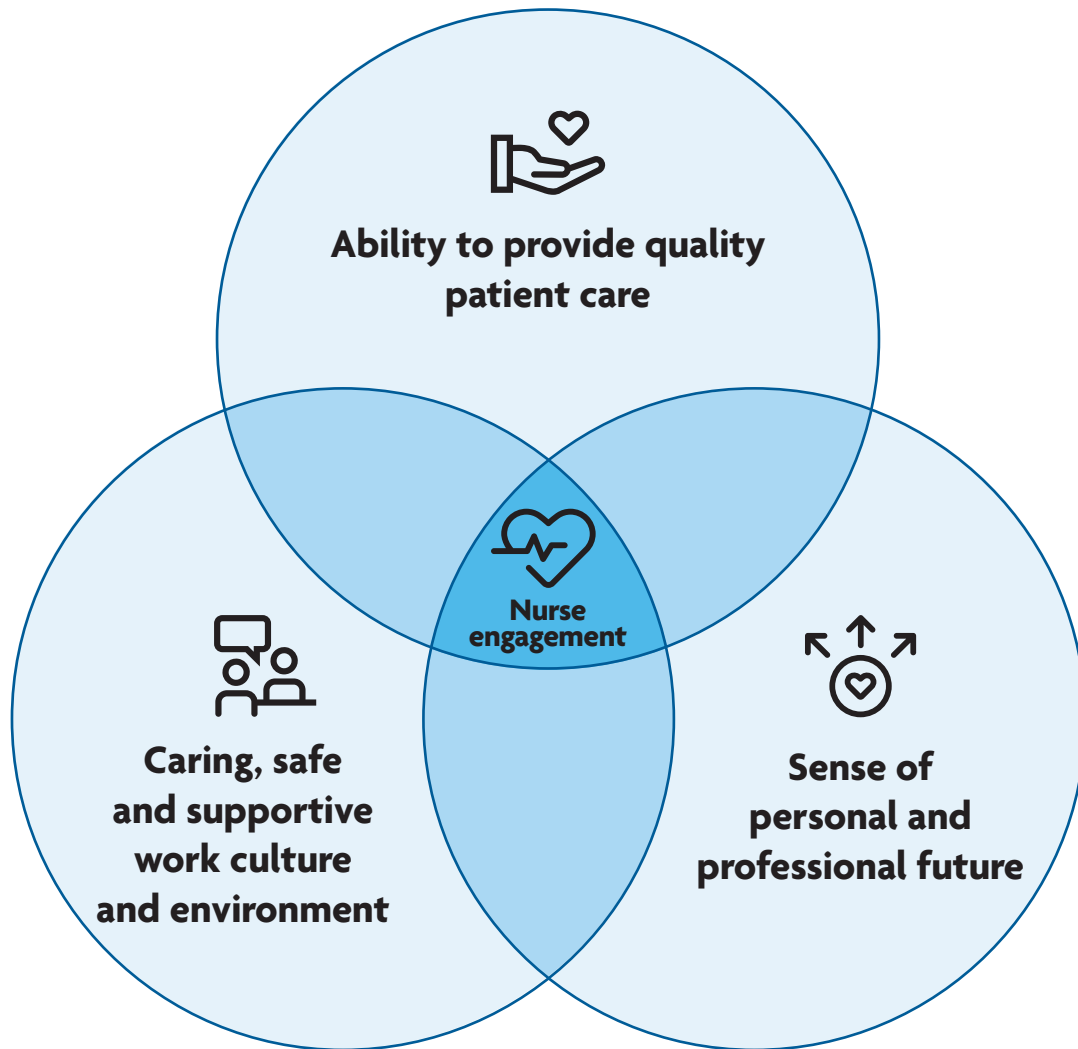 Ability to provide quality
patient care
Nurse
engagement
Caring, safe
and supportive
work culture
and environment
Sense of
personal and
professional future